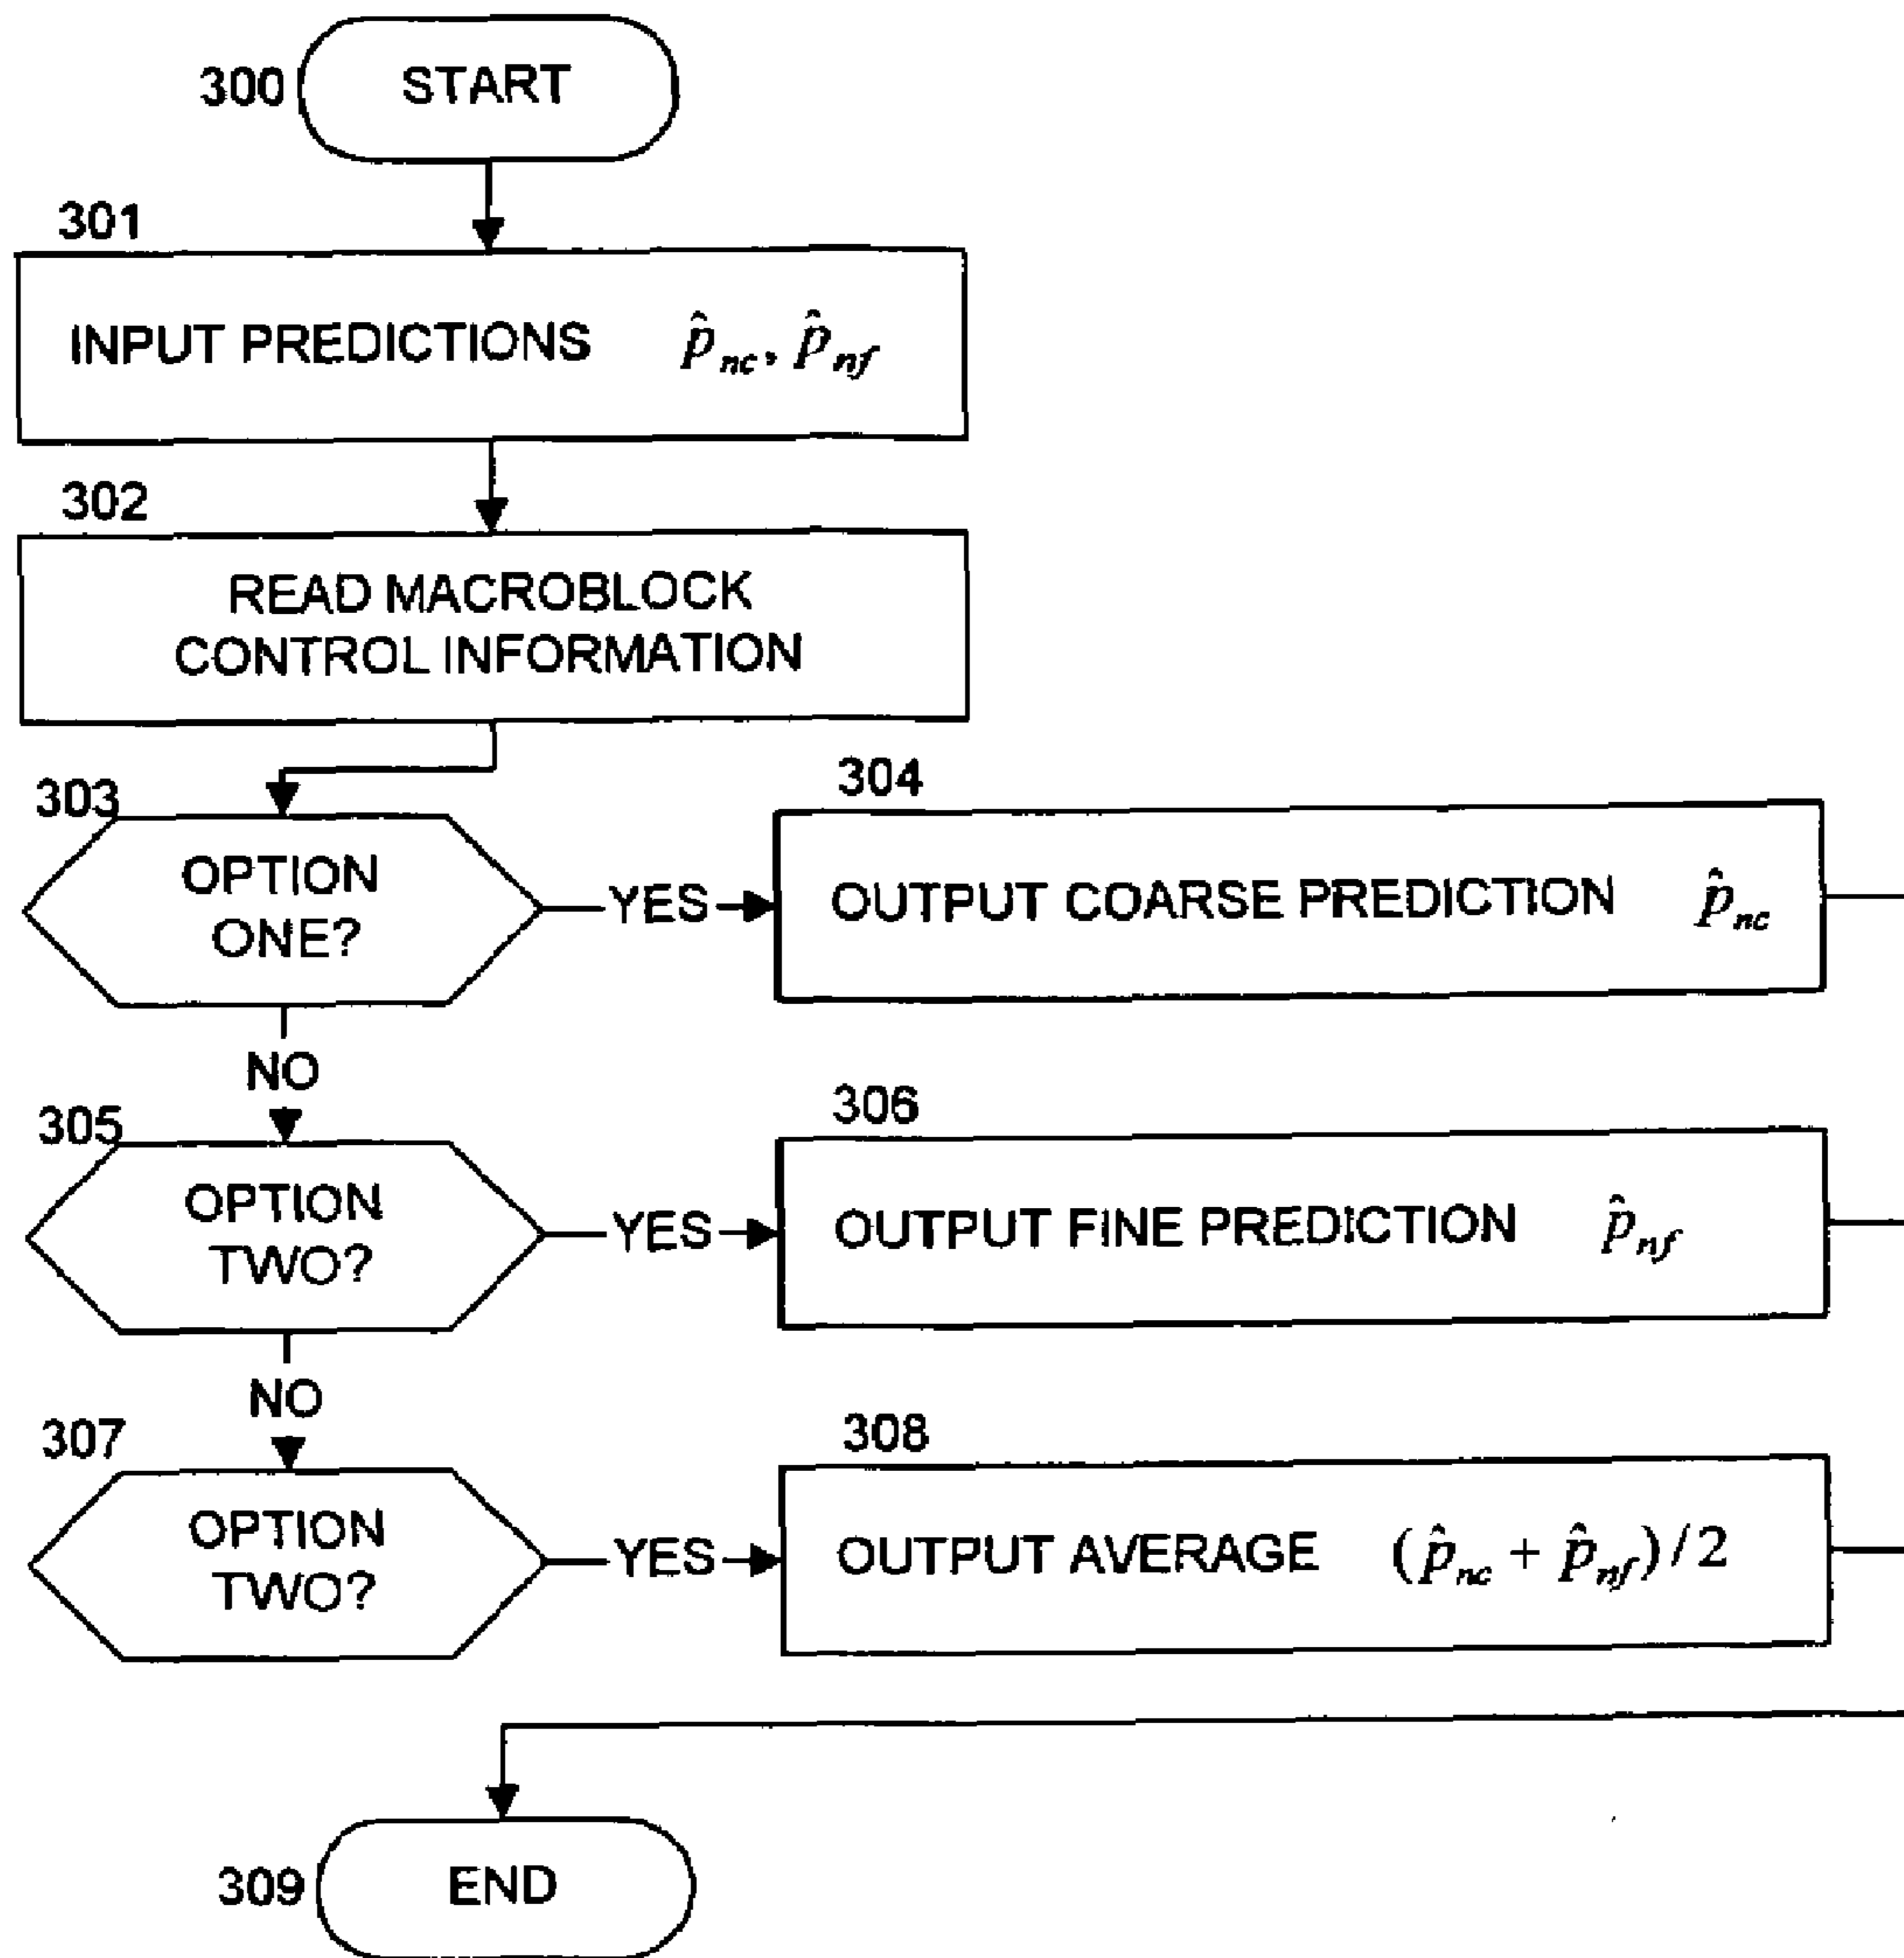 300 START
301
INPUT PREDICTIONS p̂nc, p̂nf
302
READ MACROBLOCK
CONTROL INFORMATION
303
OPTION
ONE?
YES
304
OUTPUT COARSE PREDICTION p̂nc
NO
305
OPTION
TWO?
YES
306
OUTPUT FINE PREDICTION p̂nf
NO
307
OPTION
TWO?
YES
308
OUTPUT AVERAGE (p̂nc + p̂nf)/2
309 END